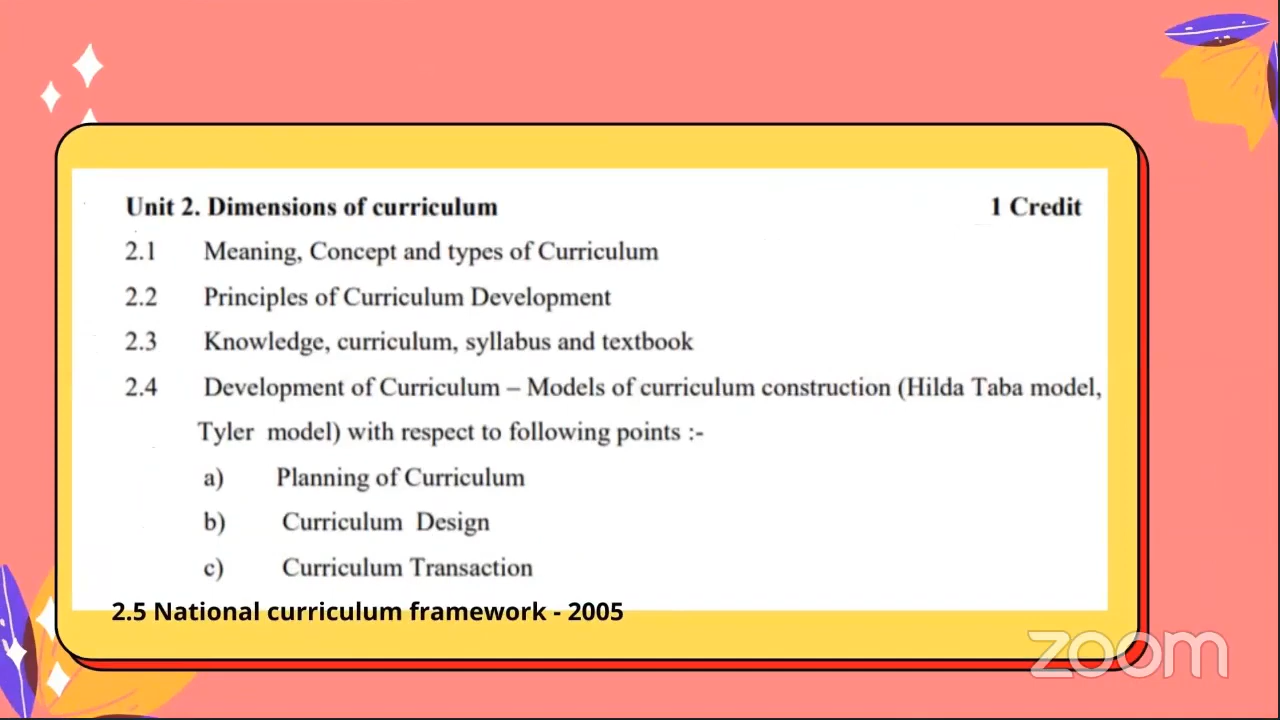 Unit 2. Dimensions of curriculum 1 Credit
2.1 Meaning, Concept and types of Curriculum
2.2 Principles of Curriculum Development
2.3 Knowledge, curriculum, syllabus and textbook
2.4 Development of Curriculum – Models of curriculum construction (Hilda Taba model,
Tyler model) with respect to following points :-
a) Planning of Curriculum
b) Curriculum Design
c) Curriculum Transaction
2.5 National curriculum framework - 2005
zoom